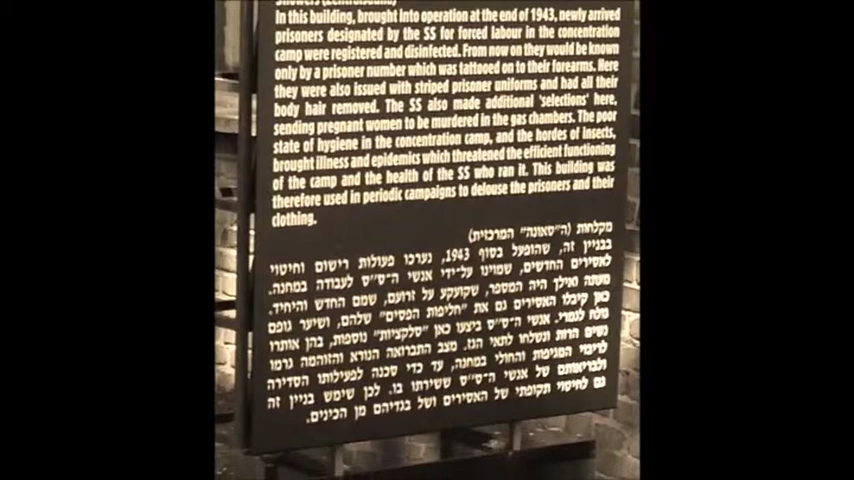 Showers (Zentralsauna)
In this building, brought into operation at the end of 1943, newly arrived
prisoners designated by the SS for forced labour in the concentration
camp were registered and disinfected. From now on they would be known
only by a prisoner number which was tattooed on to their forearms. Here
they were also issued with striped prisoner uniforms and had all their
body hair removed. The SS also made additional 'selections' here,
sending pregnant women to be murdered in the gas chambers. The poor
state of hygiene in the concentration camp, and the hordes of insects,
brought illness and epidemics which threatened the efficient functioning
of the camp and the health of the SS who ran it. This building was
therefore used in periodic campaigns to delouse the prisoners and their
clothing.
מקלחות (ה"סאונה" המרכזית)
בבניין זה, שהופעל בסוף 1943, נערכו פעולות רישום וחיטוי
לאסירים החדשים, שמוינו על־ידי אנשי ה־ס"ס לעבודה במחנה.
מעתה ואילך היה המספר, שקועקע על זרועם, שמם החדש והיחיד.
כאן קיבלו האסירים גם את "חליפות הפסים" שלהם, ושיער גופם
גולח לגמרי. אנשי ה־ס"ס ביצעו כאן "סלקציות" נוספות, בהן אותרו
נשים הרות ונשלחו לתאי הגז. מצב התברואה הנורא והזוהמה גרמו
לריבוי המגיפות והחולי במחנה, עד כדי סכנה לפעילותו הסדירה
ולבריאותם של אנשי ה־ס"ס ששירתו בו. לכן שימש בניין זה
גם לחיטוי תקופתי של האסירים ושל בגדיהם מן הכינים.